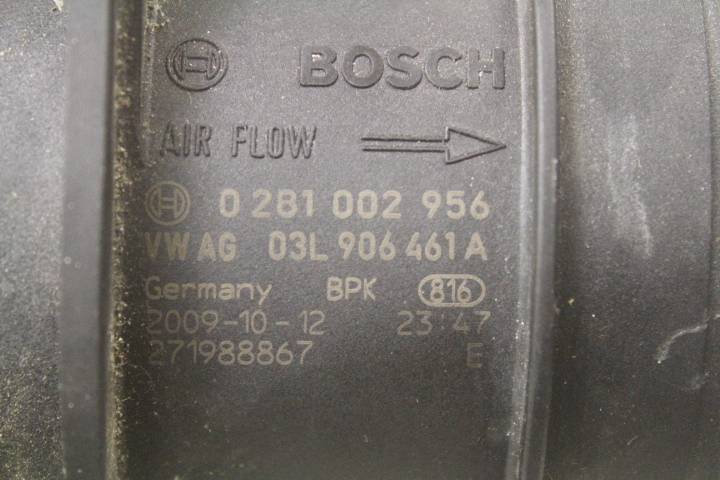 BOSCH
AIR FLOW
0 281 002 956
VW AG 03L 906 461 A
Germany BPK 816
2009-10-12 23:47
271988867 E